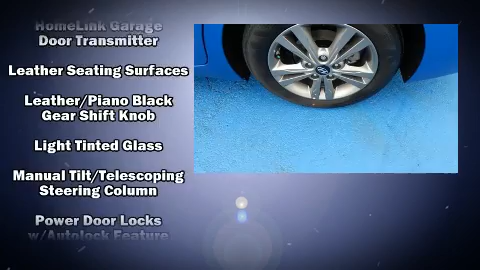 HomeLink Garage
Door Transmitter
Leather Seating Surfaces
Leather/Piano Black
Gear Shift Knob
Light Tinted Glass
Manual Tilt/Telescoping
Steering Column
Power Door Locks
w/Autolock Feature